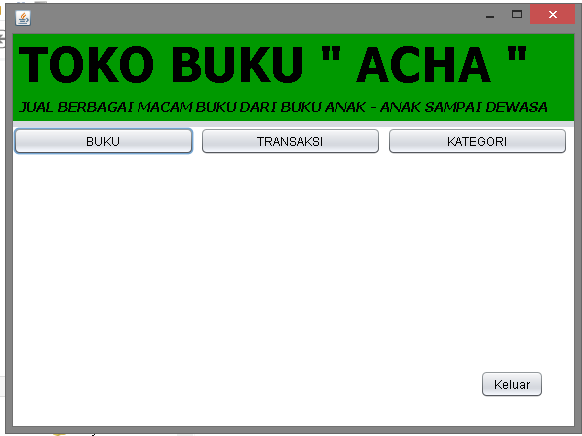 TOKO BUKU " ACHA "
JUAL BERBAGAI MACAM BUKU DARI BUKU ANAK - ANAK SAMPAI DEWASA
BUKU TRANSAKSI KATEGORI
Keluar